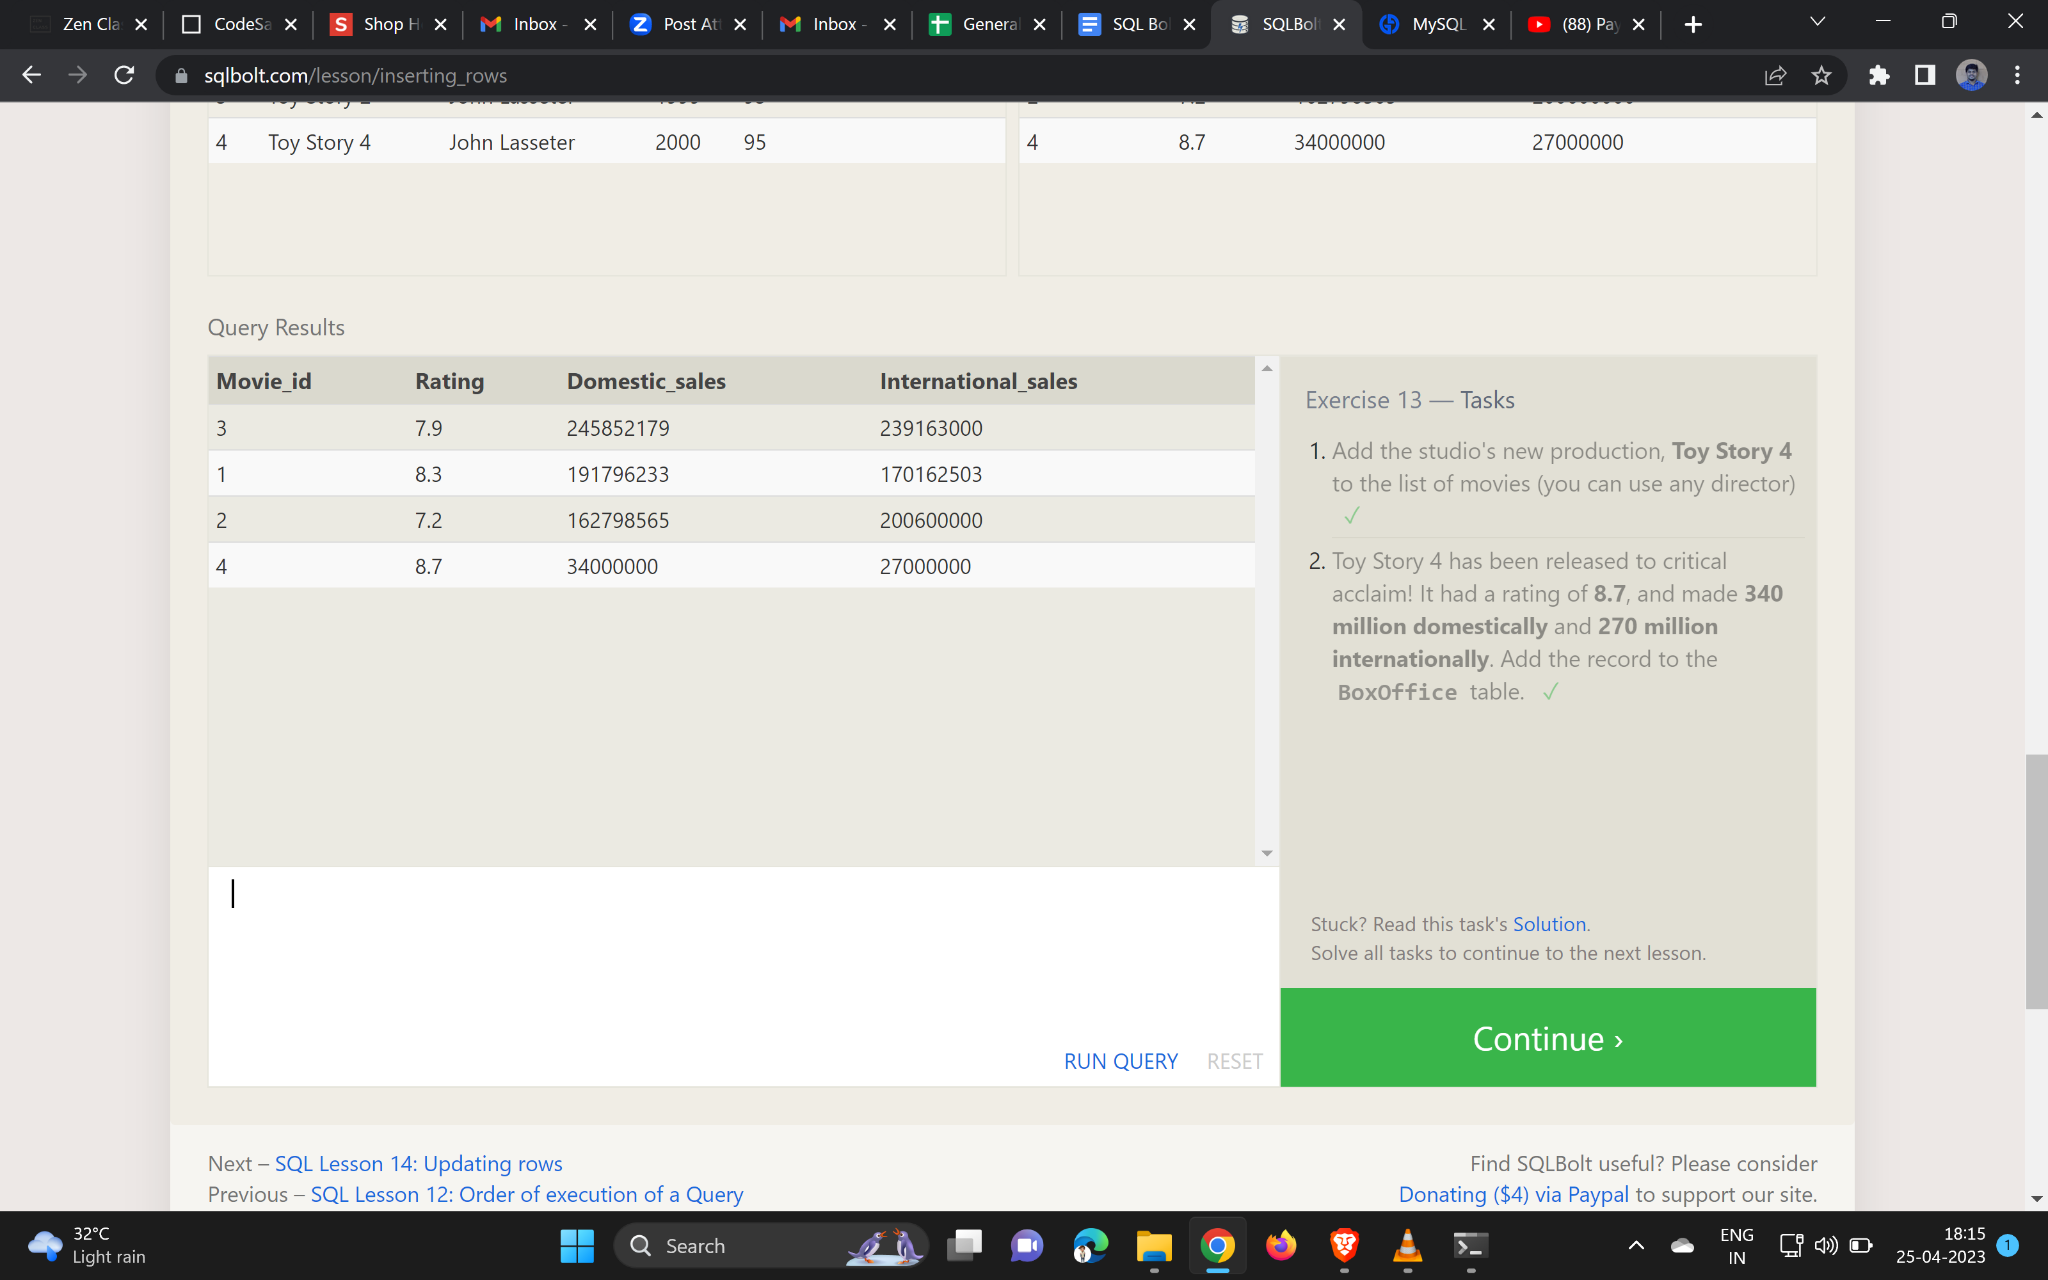 Zen Cla
CodeSa
Shop H
Inbox -
Post Att
Inbox -
General
SQL Bol
SQLBolt
MySQL
(88) Pay
sqlbolt.com/lesson/inserting_rows
4 Toy Story 4 John Lasseter 2000 95
4 8.7 34000000 27000000
Query Results
Movie_id Rating Domestic_sales International_sales
3 7.9 245852179 239163000
1 8.3 191796233 170162503
2 7.2 162798565 200600000
4 8.7 34000000 27000000
Exercise 13 — Tasks
1. Add the studio's new production, Toy Story 4
to the list of movies (you can use any director)
✓
2. Toy Story 4 has been released to critical
acclaim! It had a rating of 8.7, and made 340
million domestically and 270 million
internationally. Add the record to the
BoxOffice table. ✓
Stuck? Read this task's Solution.
Solve all tasks to continue to the next lesson.
RUN QUERY RESET
Continue ›
Next – SQL Lesson 14: Updating rows
Previous – SQL Lesson 12: Order of execution of a Query
Find SQLBolt useful? Please consider
Donating ($4) via Paypal to support our site.
32°C
Light rain
Search
ENG
IN
18:15
25-04-2023
1